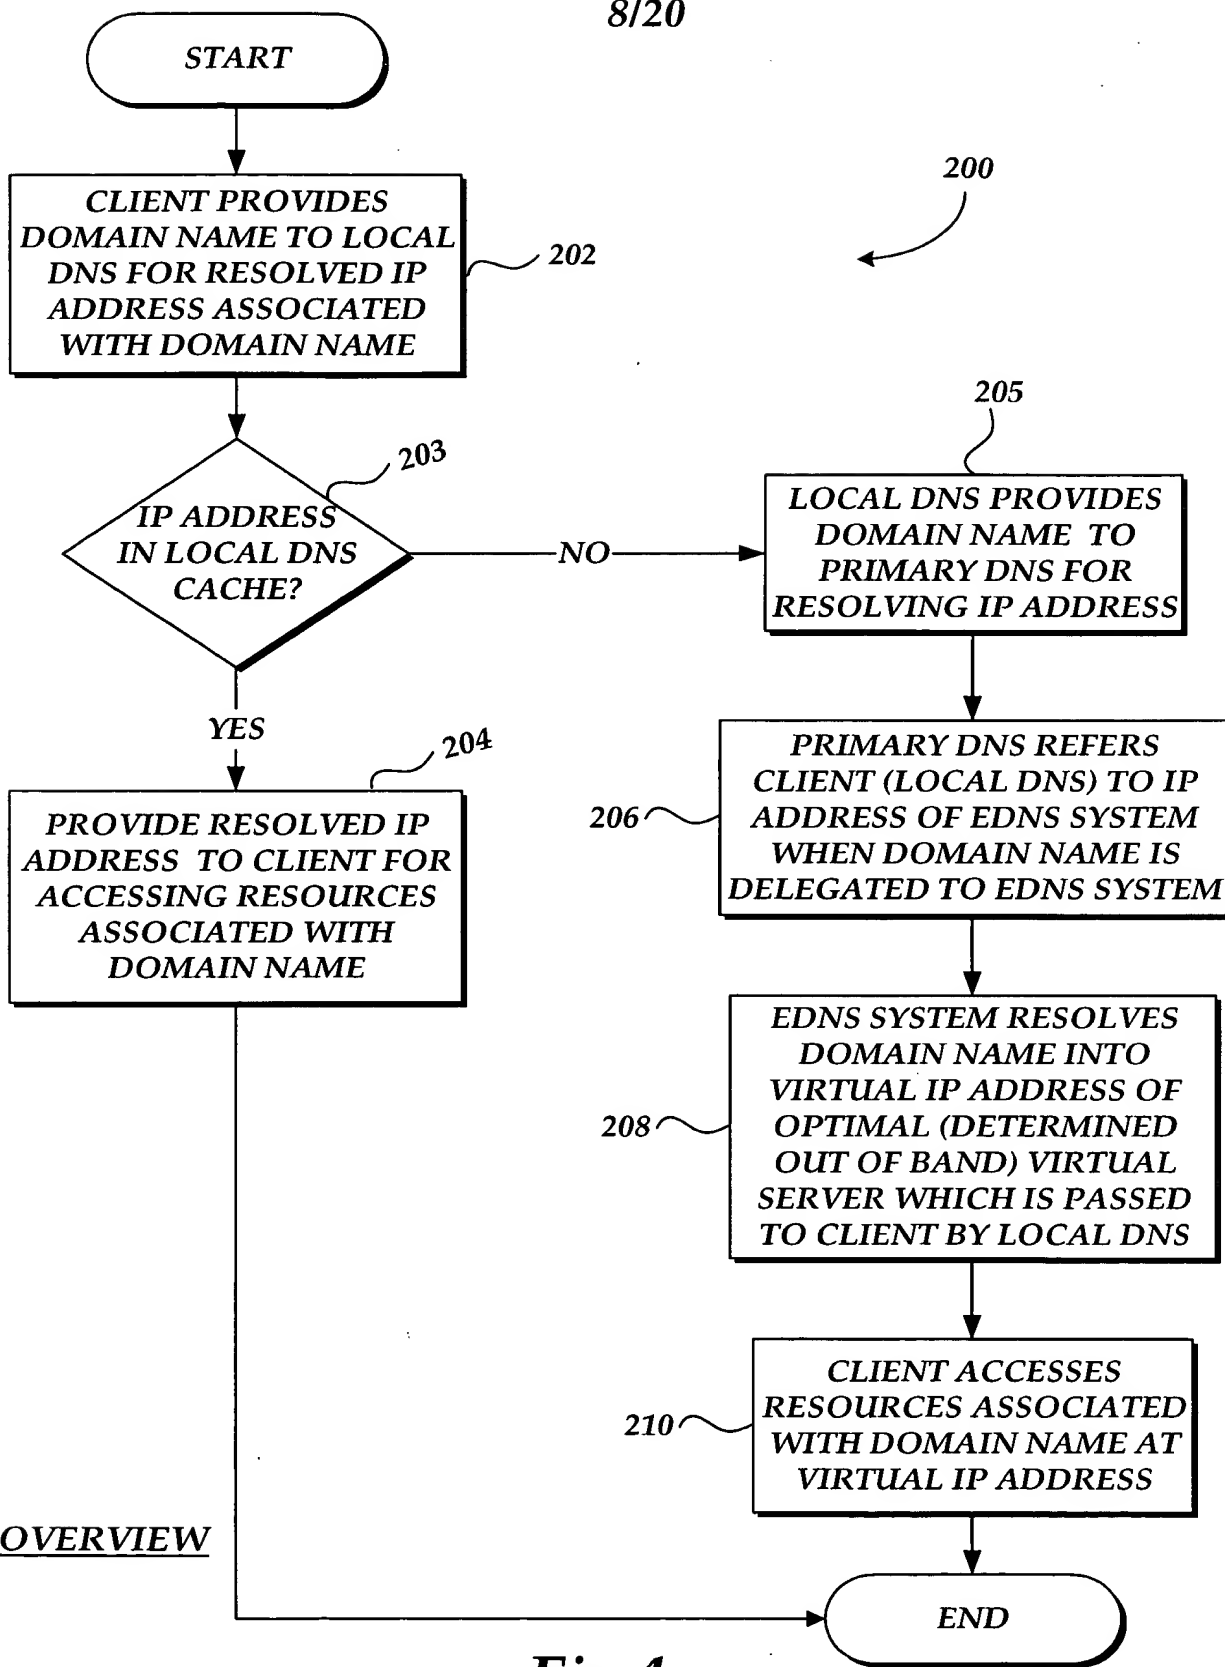 8/20
START
200
CLIENT PROVIDES
DOMAIN NAME TO LOCAL
DNS FOR RESOLVED IP
ADDRESS ASSOCIATED
WITH DOMAIN NAME
202
203
IP ADDRESS
IN LOCAL DNS
CACHE?
NO
YES
204
PROVIDE RESOLVED IP
ADDRESS TO CLIENT FOR
ACCESSING RESOURCES
ASSOCIATED WITH
DOMAIN NAME
205
LOCAL DNS PROVIDES
DOMAIN NAME TO
PRIMARY DNS FOR
RESOLVING IP ADDRESS
206
PRIMARY DNS REFERS
CLIENT (LOCAL DNS) TO IP
ADDRESS OF EDNS SYSTEM
WHEN DOMAIN NAME IS
DELEGATED TO EDNS SYSTEM
208
EDNS SYSTEM RESOLVES
DOMAIN NAME INTO
VIRTUAL IP ADDRESS OF
OPTIMAL (DETERMINED
OUT OF BAND) VIRTUAL
SERVER WHICH IS PASSED
TO CLIENT BY LOCAL DNS
210
CLIENT ACCESSES
RESOURCES ASSOCIATED
WITH DOMAIN NAME AT
VIRTUAL IP ADDRESS
OVERVIEW
END